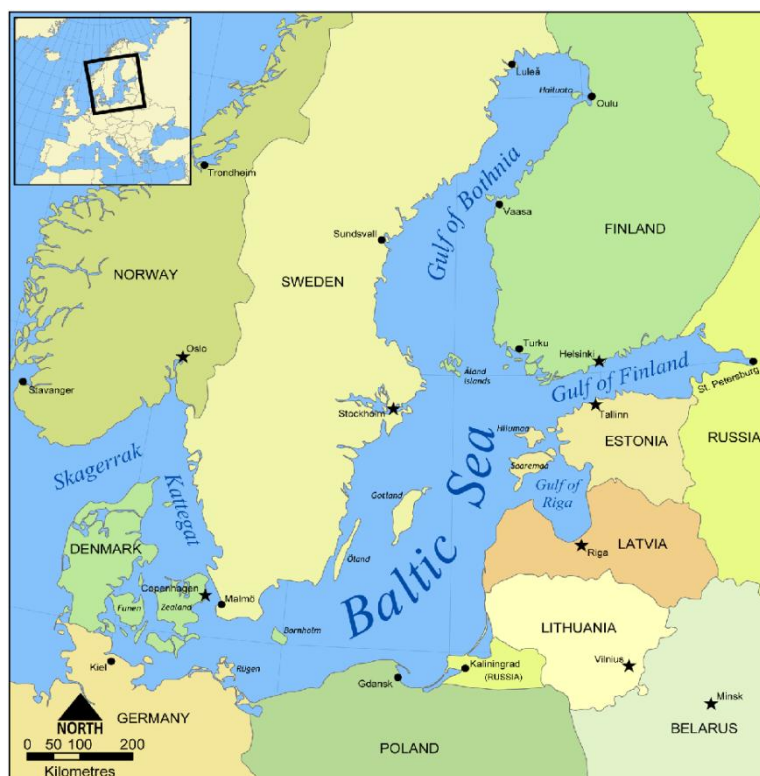 Luleå
Hailuoto
Oulu
Trondheim
Gulf of Bothnia
Vaasa
FINLAND
Sundsvall
NORWAY
SWEDEN
Turku
Helsinki
Oslo
Åland
Islands
Gulf of Finland
St. Petersburg
Stavanger
Stockholm
Tallinn
Hiiumaa
ESTONIA
RUSSIA
Skagerrak
Kattegat
Saaremaa
Gulf of
Riga
Gotland
Baltic Sea
DENMARK
Öland
Riga
LATVIA
Copenhagen
Malmö
Funen
Zealand
Bornholm
LITHUANIA
Kiel
Rügen
Kaliningrad
(RUSSIA)
Vilnius
Gdansk
Minsk
GERMANY
NORTH
POLAND
BELARUS
0 50 100 200
Kilometres